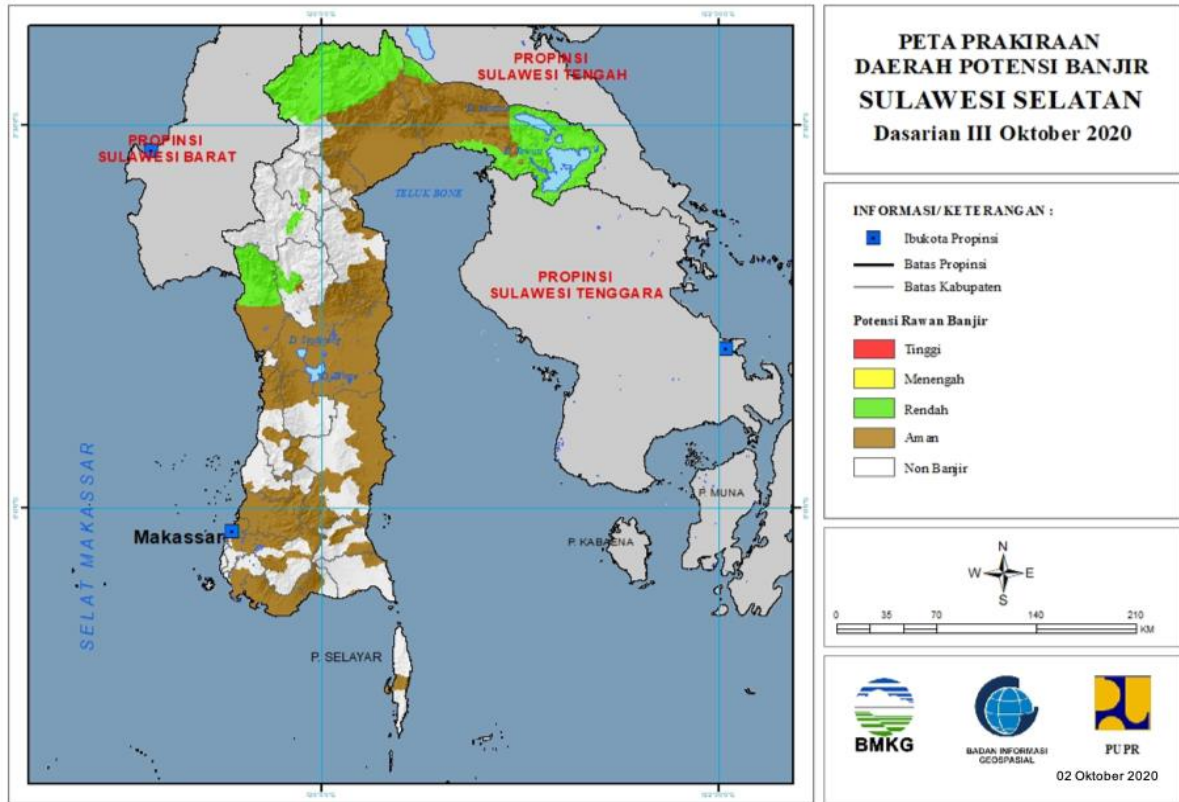 PROPINSI
SULAWESI TENGAH
PROPINSI
SULAWESI BARAT
TELUK BONE
PROPINSI
SULAWESI TENGGARA
SELAT MAKASSAR
Makassar
P. MUNA
P. KABAENA
P. SELAYAR
PETA PRAKIRAAN
DAERAH POTENSI BANJIR
SULAWESI SELATAN
Dasarian III Oktober 2020
INFORMASI/ KETERANGAN :
Ibukota Propinsi
Batas Propinsi
Batas Kabupaten
Potensi Rawan Banjir
Tinggi
Menengah
Rendah
Aman
Non Banjir
N
W E
S
0 35 70 140 210
KM
BMKG
BADAN INFORMASI
GEOSPASIAL
PUPR
02 Oktober 2020